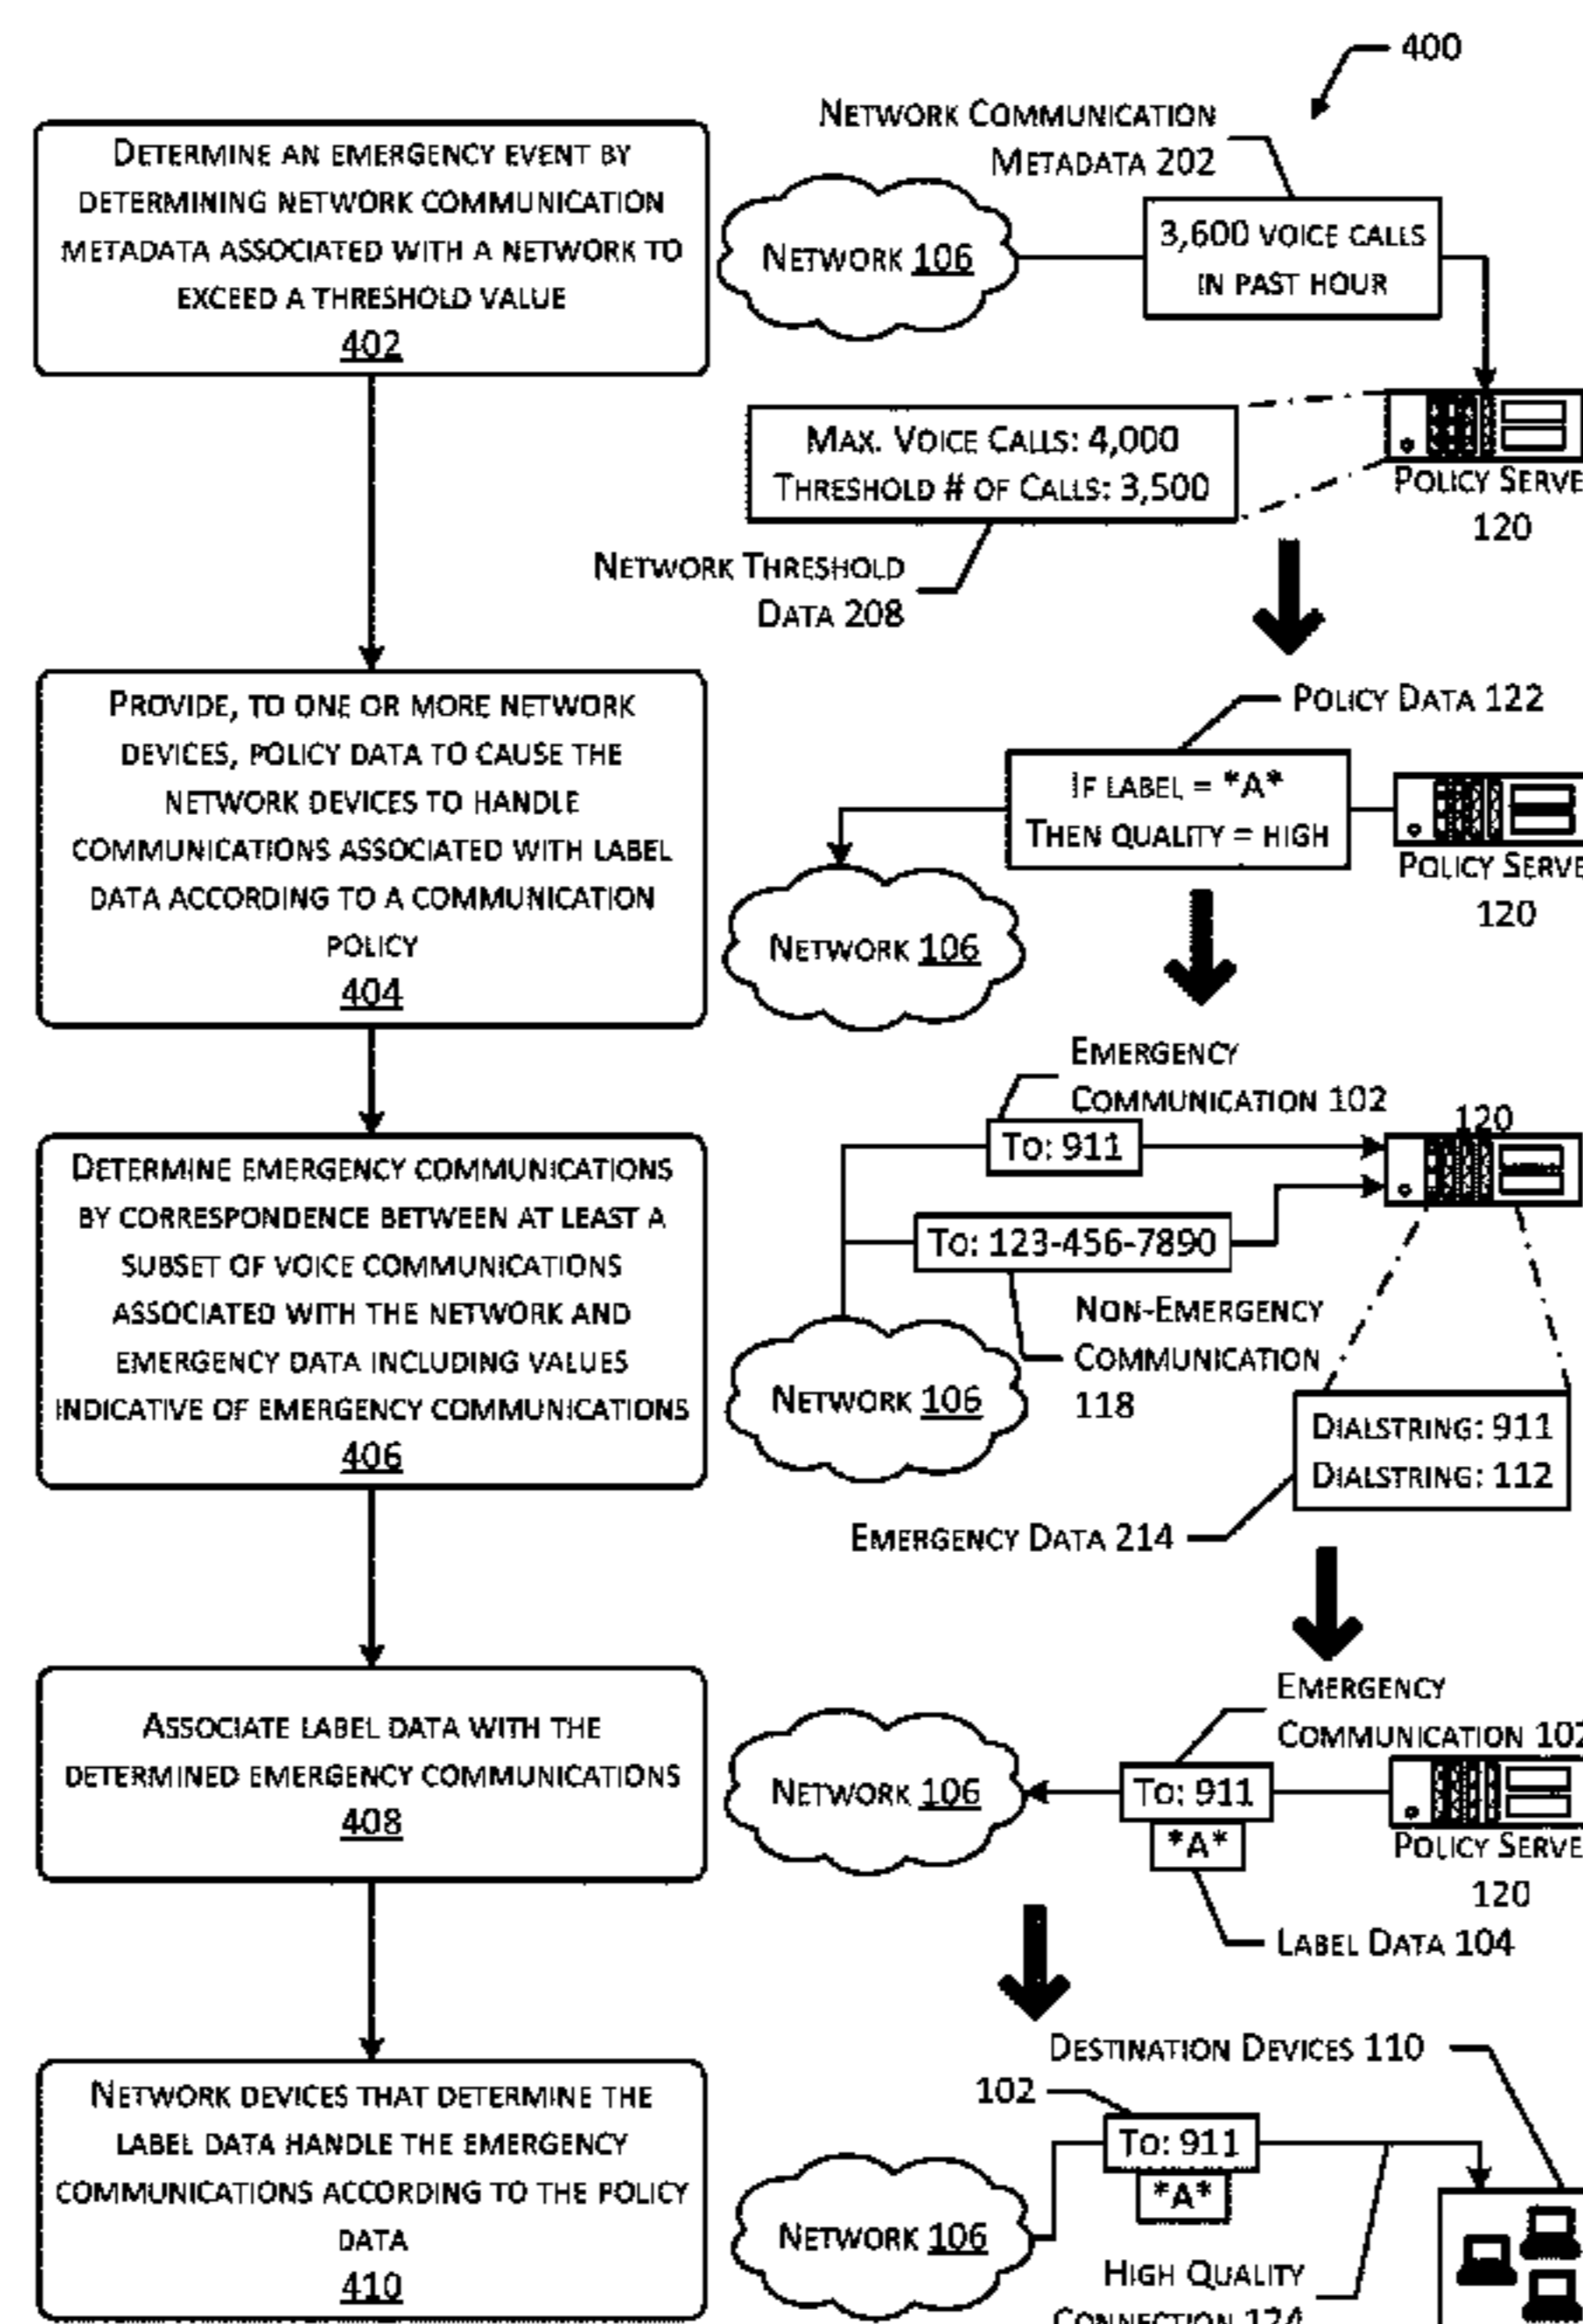 400
DETERMINE AN EMERGENCY EVENT BY
DETERMINING NETWORK COMMUNICATION
METADATA ASSOCIATED WITH A NETWORK TO
EXCEED A THRESHOLD VALUE
402
NETWORK COMMUNICATION
METADATA 202
NETWORK 106
3,600 VOICE CALLS
IN PAST HOUR
MAX. VOICE CALLS: 4,000
THRESHOLD # OF CALLS: 3,500
POLICY SERVE
120
NETWORK THRESHOLD
DATA 208
PROVIDE, TO ONE OR MORE NETWORK
DEVICES, POLICY DATA TO CAUSE THE
NETWORK DEVICES TO HANDLE
COMMUNICATIONS ASSOCIATED WITH LABEL
DATA ACCORDING TO A COMMUNICATION
POLICY
404
POLICY DATA 122
IF LABEL = *A*
THEN QUALITY = HIGH
POLICY SERVE
120
NETWORK 106
DETERMINE EMERGENCY COMMUNICATIONS
BY CORRESPONDENCE BETWEEN AT LEAST A
SUBSET OF VOICE COMMUNICATIONS
ASSOCIATED WITH THE NETWORK AND
EMERGENCY DATA INCLUDING VALUES
INDICATIVE OF EMERGENCY COMMUNICATIONS
406
EMERGENCY
COMMUNICATION 102
120
TO: 911
TO: 123-456-7890
NON-EMERGENCY
COMMUNICATION
118
NETWORK 106
DIALSTRING: 911
DIALSTRING: 112
EMERGENCY DATA 214
ASSOCIATE LABEL DATA WITH THE
DETERMINED EMERGENCY COMMUNICATIONS
408
EMERGENCY
COMMUNICATION 102
NETWORK 106
TO: 911
*A*
POLICY SERVE
120
LABEL DATA 104
NETWORK DEVICES THAT DETERMINE THE
LABEL DATA HANDLE THE EMERGENCY
COMMUNICATIONS ACCORDING TO THE POLICY
DATA
410
DESTINATION DEVICES 110
102
TO: 911
*A*
NETWORK 106
HIGH QUALITY
CONNECTION 124